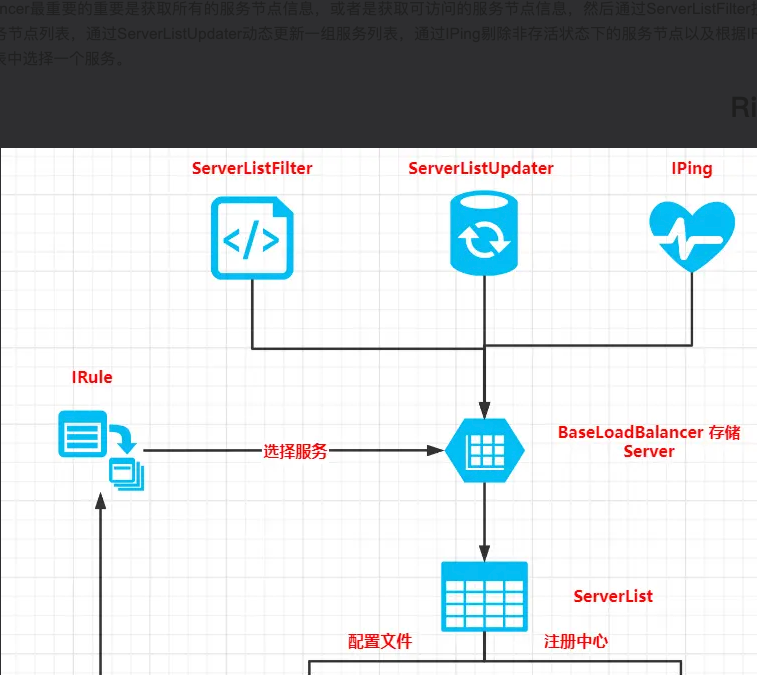 ncer最重要的重要是获取所有的服务节点信息，或者是获取可访问的服务节点信息，然后通过ServerListFilter
务节点列表，通过ServerListUpdater动态更新一组服务列表，通过IPing剔除非存活状态下的服务节点以及根据IR
表中选择一个服务。
Ri
ServerListFilter ServerListUpdater IPing
IRule
选择服务
BaseLoadBalancer 存储
Server
ServerList
配置文件 注册中心